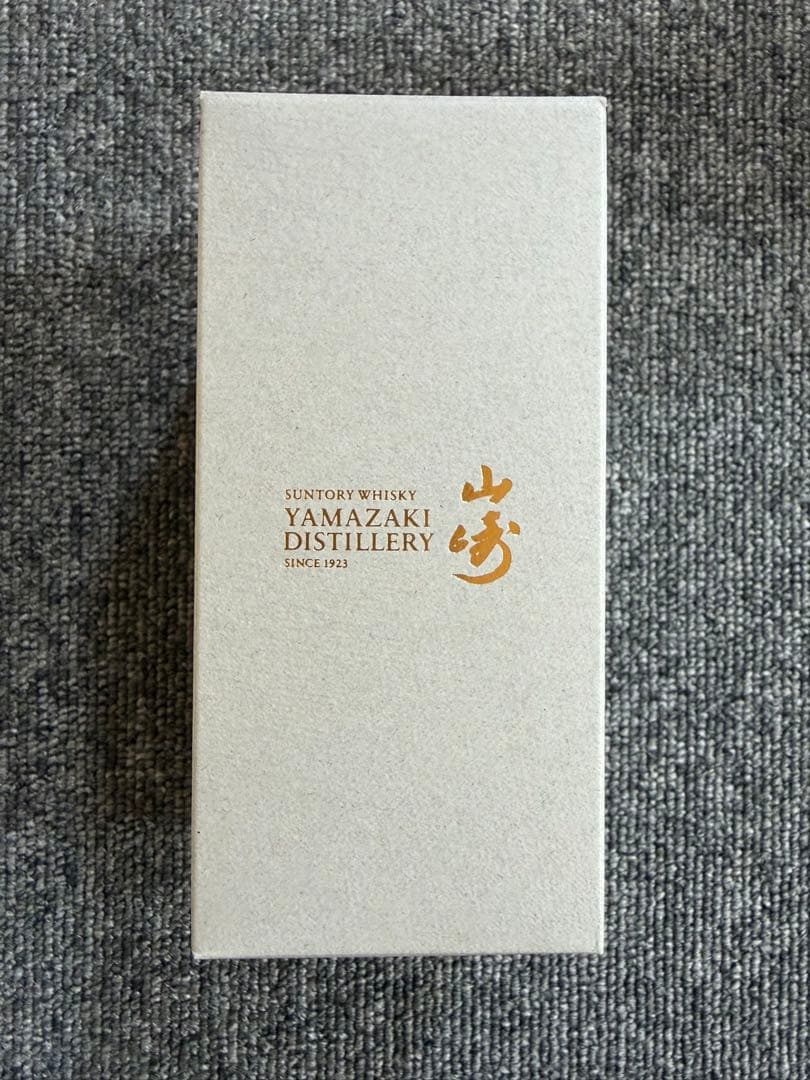 SUNTORY WHISKY
YAMAZAKI
DISTILLERY
SINCE 1923
山崎